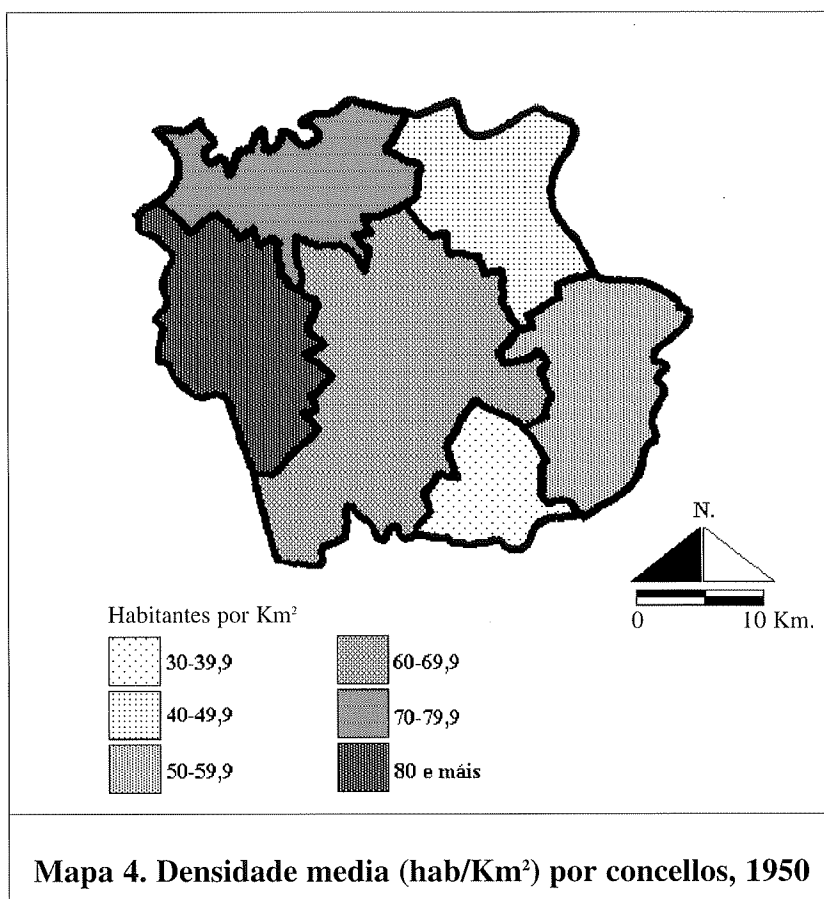 N.
0 10 Km.
Habitantes por Km²
30-39,9
40-49,9
50-59,9
60-69,9
70-79,9
80 e máis
Mapa 4. Densidade media (hab/Km²) por concellos, 1950